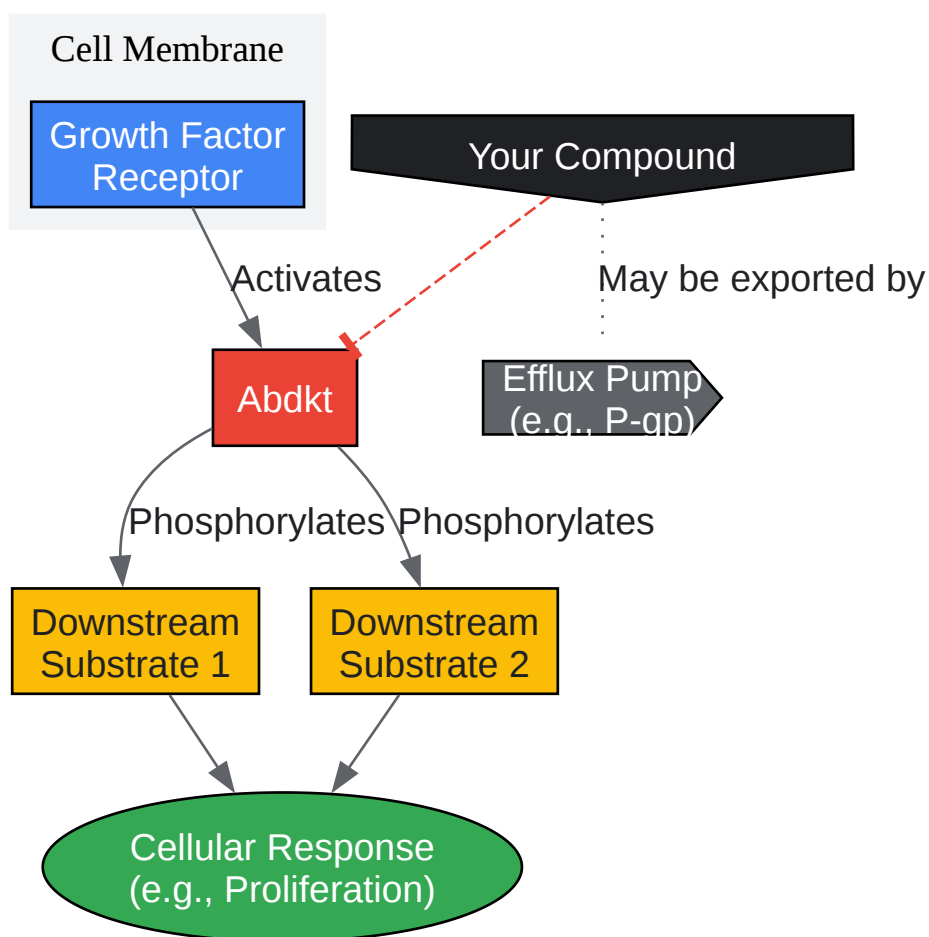 Cell Membrane
Growth Factor
Receptor
Your Compound
Activates
May be exported by
Abdkt
Efflux Pump
(e.g., P-gp)
Phosphorylates
Phosphorylates
Downstream
Substrate 1
Downstream
Substrate 2
Cellular Response
(e.g., Proliferation)